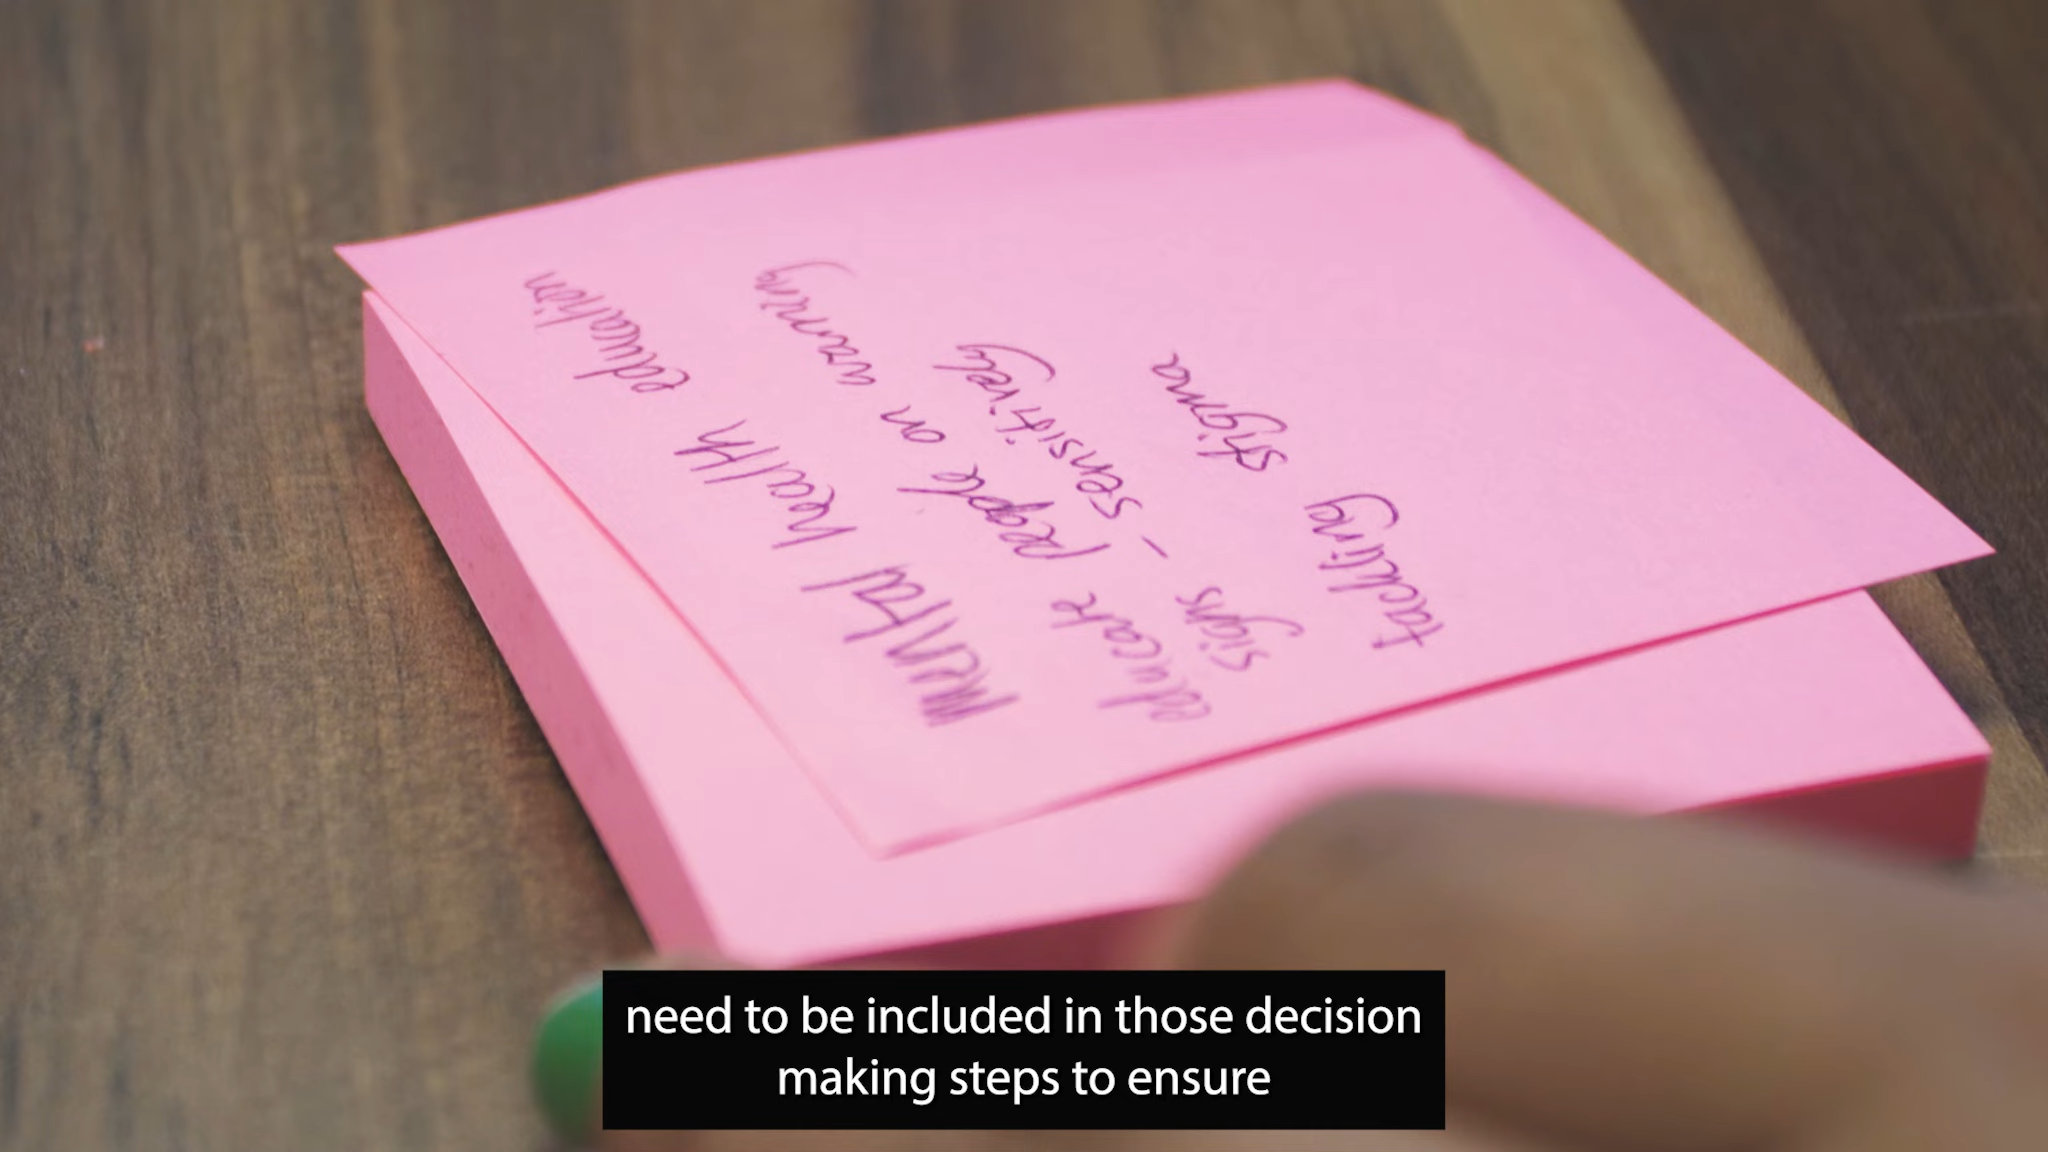 Mental health education
educate people on warning
signs - sensitively
tackling stigma
need to be included in those decision
making steps to ensure